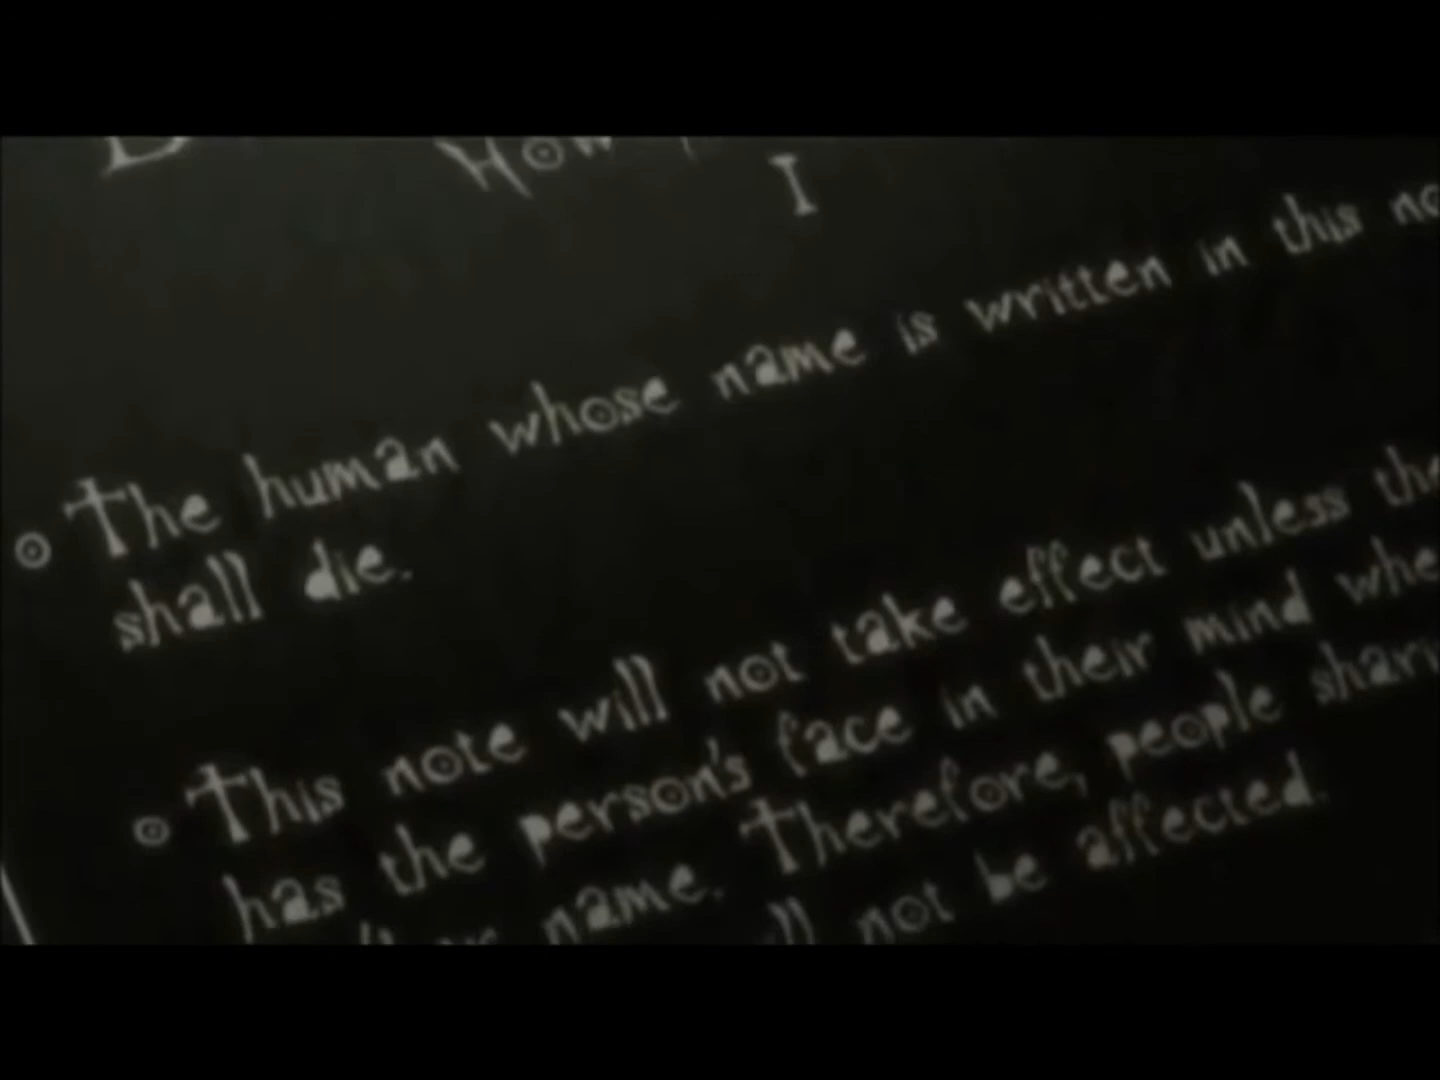 How
I
The human whose name is written in this
shall die.
This note will not take effect unless
has the person's face in their mind
name. Therefore, people
not be affected.